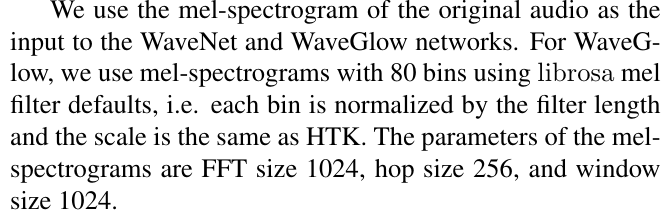 We use the mel-spectrogram of the original audio as the
input to the WaveNet and WaveGlow networks. For WaveG-
low, we use mel-spectrograms with 80 bins using librosa mel
filter defaults, i.e. each bin is normalized by the filter length
and the scale is the same as HTK. The parameters of the mel-
spectrograms are FFT size 1024, hop size 256, and window
size 1024.